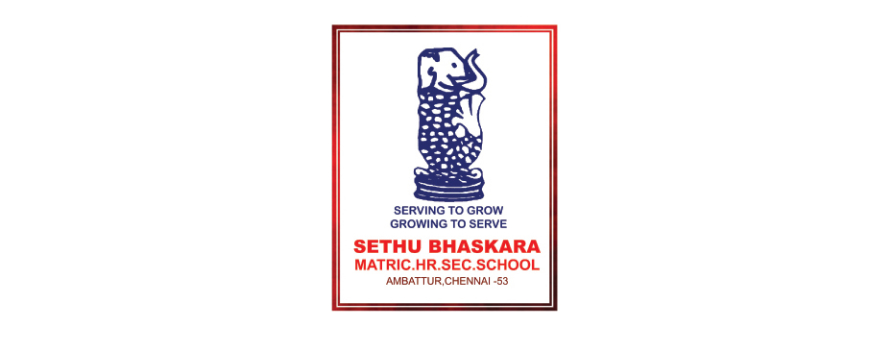 SERVING TO GROW
GROWING TO SERVE
SETHU BHASKARA
MATRIC.HR.SEC.SCHOOL
AMBATTUR,CHENNAI -53